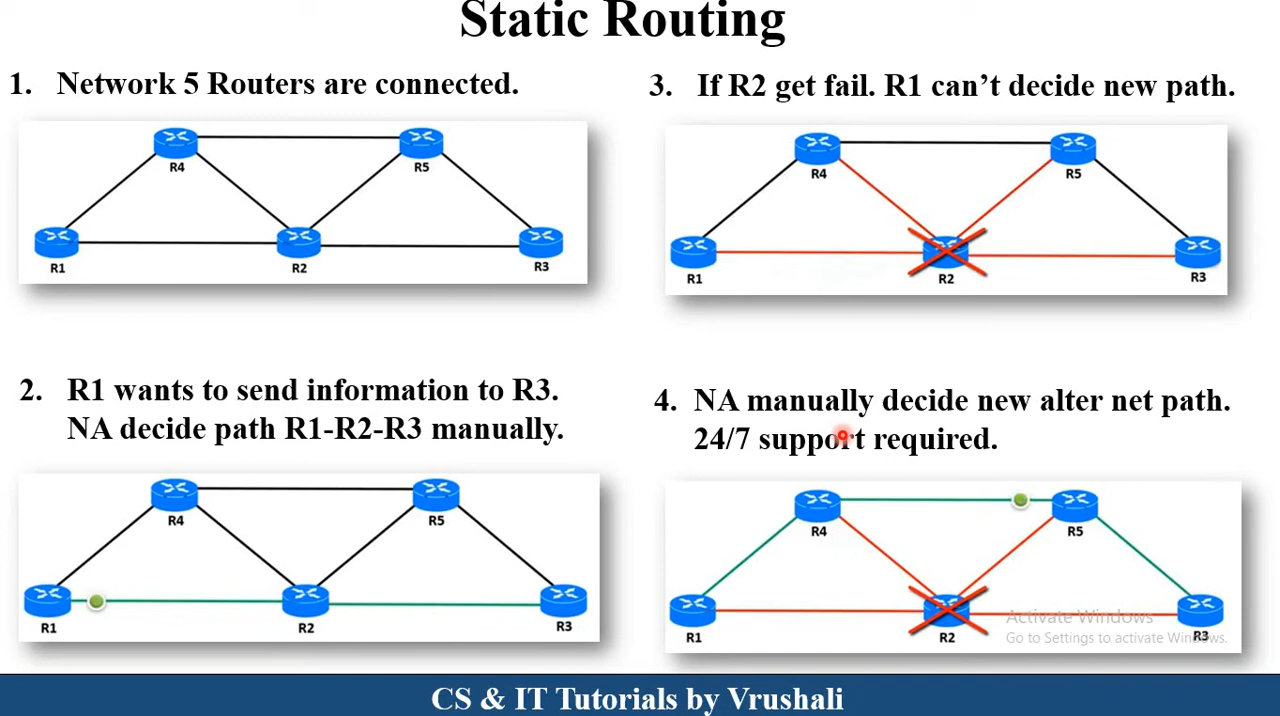 Static Routing
1. Network 5 Routers are connected.
R4
R5
R1
R2
R3
2. R1 wants to send information to R3.
NA decide path R1-R2-R3 manually.
R4
R5
R1
R2
R3
3. If R2 get fail. R1 can't decide new path.
R4
R5
R1
R2
R3
4. NA manually decide new alter net path.
24/7 support required.
R4
R5
R1
R2
R3
Activate Windows
Go to Settings to activate Windows.
CS & IT Tutorials by Vrushali